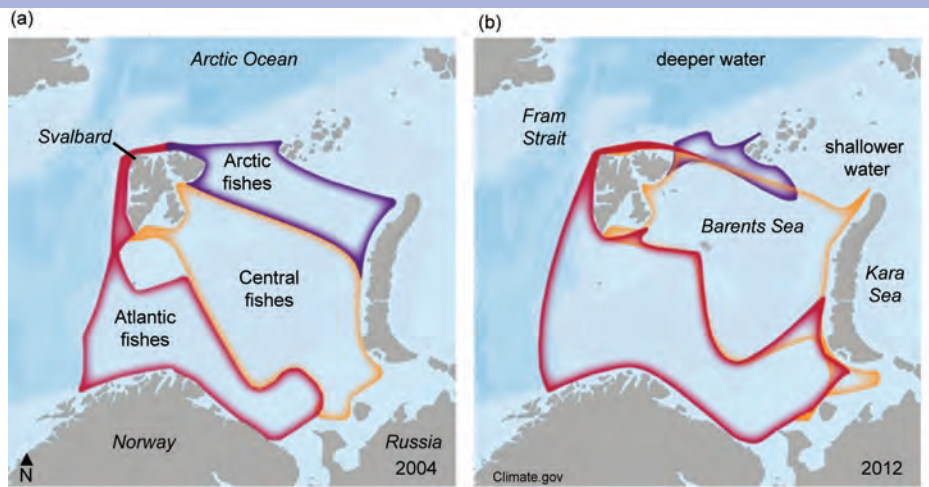 (a)
Arctic Ocean
Svalbard
Arctic
fishes
Central
fishes
Atlantic
fishes
Norway
Russia
N
2004
(b)
deeper water
Fram
Strait
shallower
water
Barents Sea
Kara
Sea
Climate.gov
2012